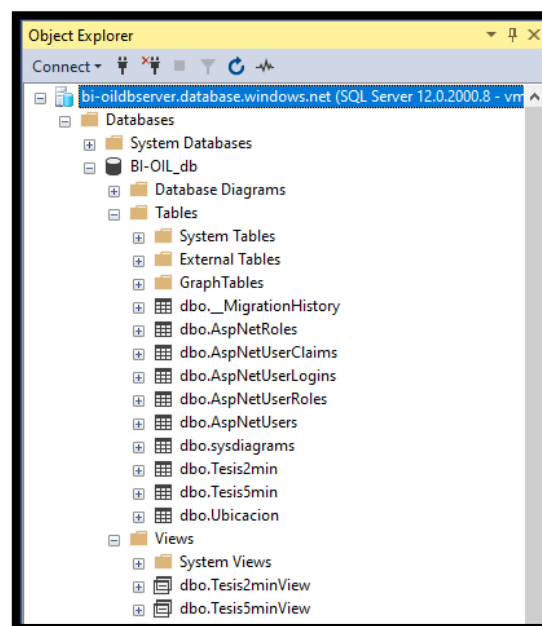 Object Explorer
Connect
bi-oildbserver.database.windows.net (SQL Server 12.0.2000.8 - vm
Databases
System Databases
BI-OIL_db
Database Diagrams
Tables
System Tables
External Tables
GraphTables
dbo.__MigrationHistory
dbo.AspNetRoles
dbo.AspNetUserClaims
dbo.AspNetUserLogins
dbo.AspNetUserRoles
dbo.AspNetUsers
dbo.sysdiagrams
dbo.Tesis2min
dbo.Tesis5min
dbo.Ubicacion
Views
System Views
dbo.Tesis2minView
dbo.Tesis5minView